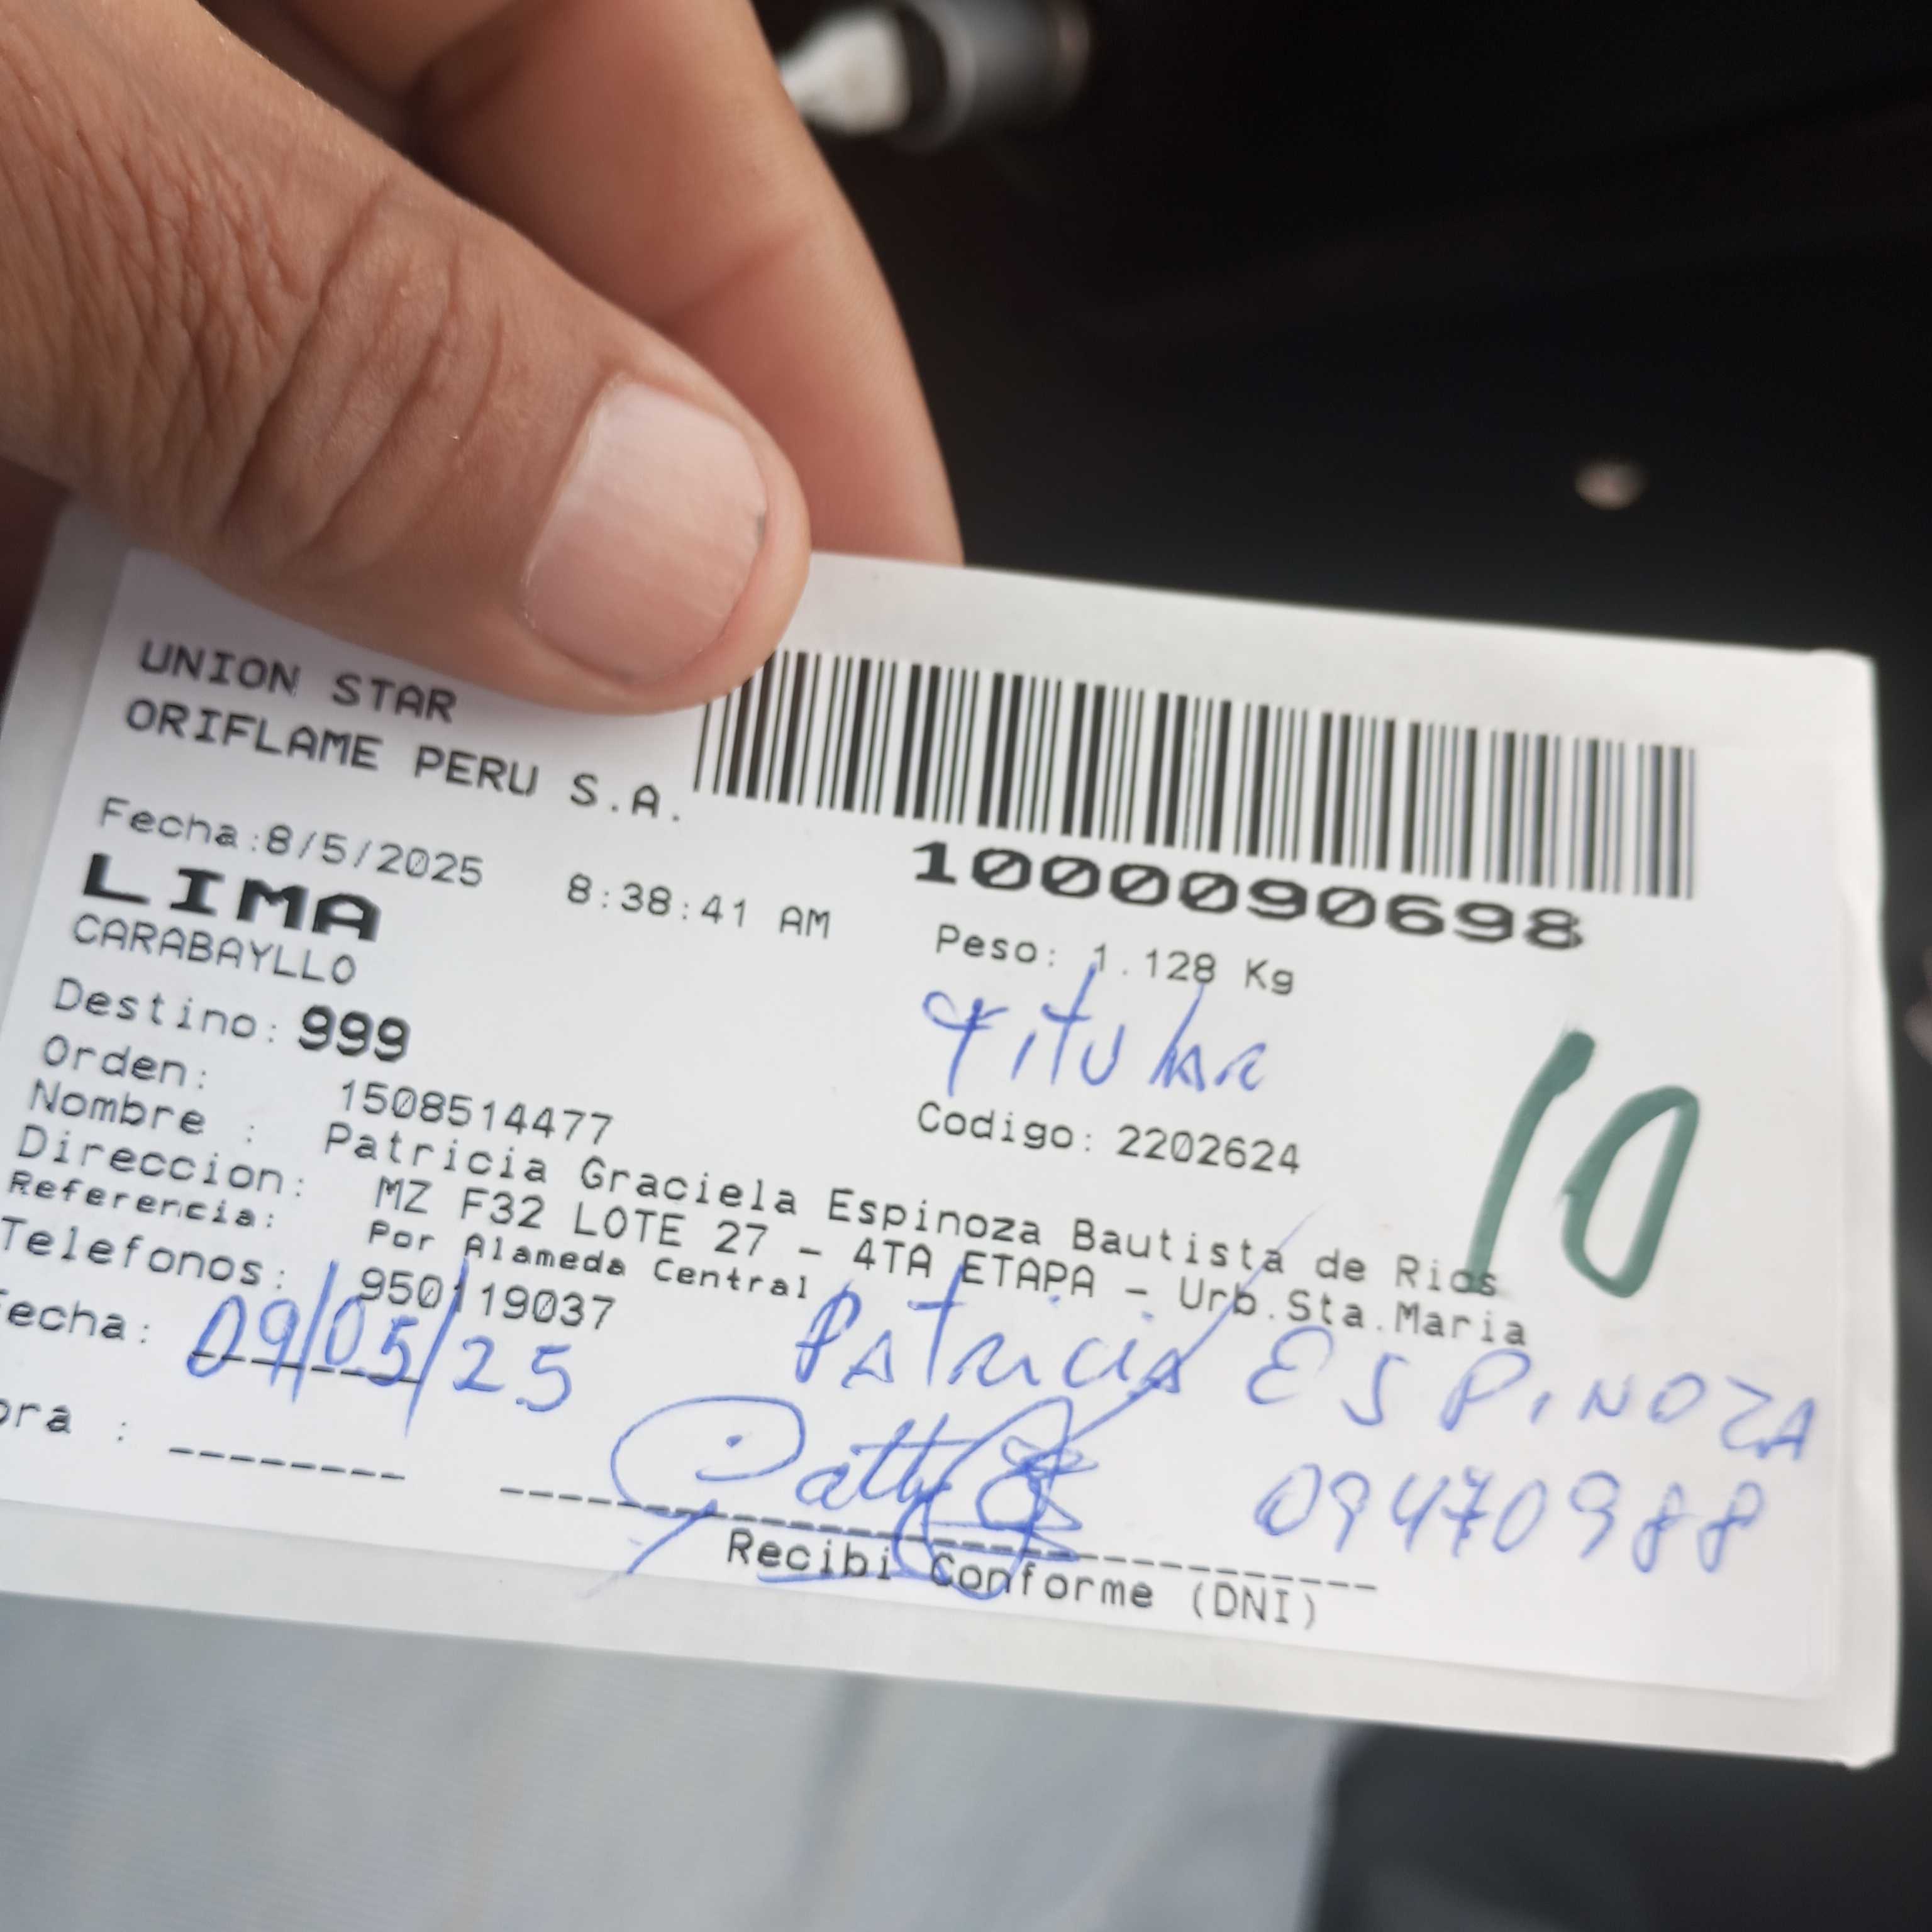 UNION STAR
ORIFLAME PERU S.A.
Fecha:8/5/2025 8:38:41 AM
1000090698
LIMA
CARABAYLLO
Peso: 1.128 Kg
Destino: 999
Titular
Orden: 1508514477
Codigo: 2202624
10
Nombre : Patricia Graciela Espinoza Bautista de Rios
Direccion: MZ F32 LOTE 27 - 4TA ETAPA - Urb.Sta.Maria
Referencia: Por Alameda Central
Telefonos: 950119037
Patricia ESPINOZA
echa: 09/05/25
ora :
Patty
09470988
Recibi Conforme (DNI)